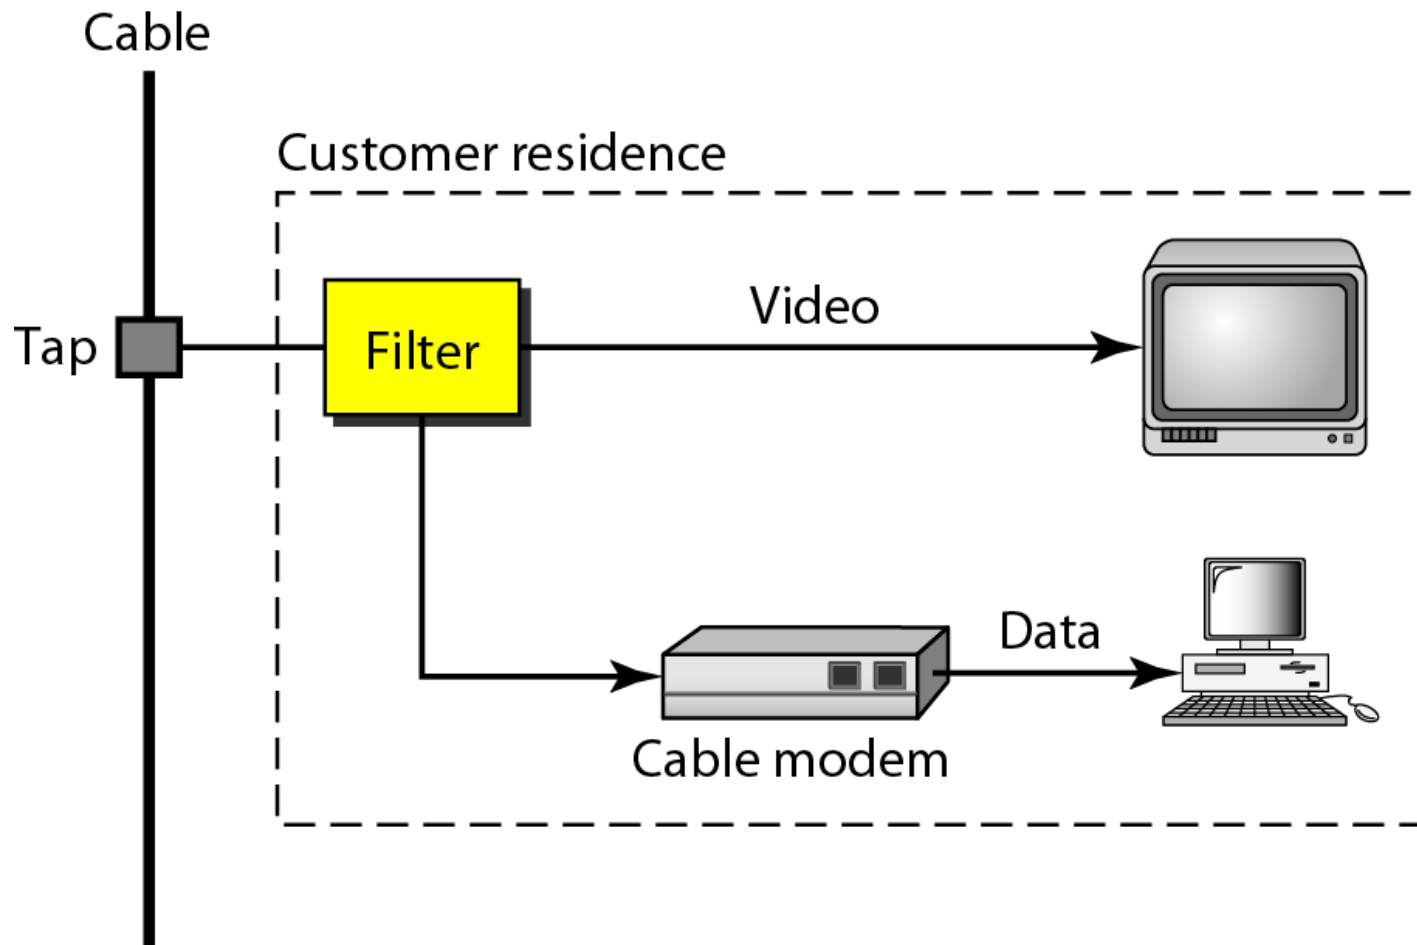 Cable
Customer residence
Video
Tap
Filter
Data
Cable modem